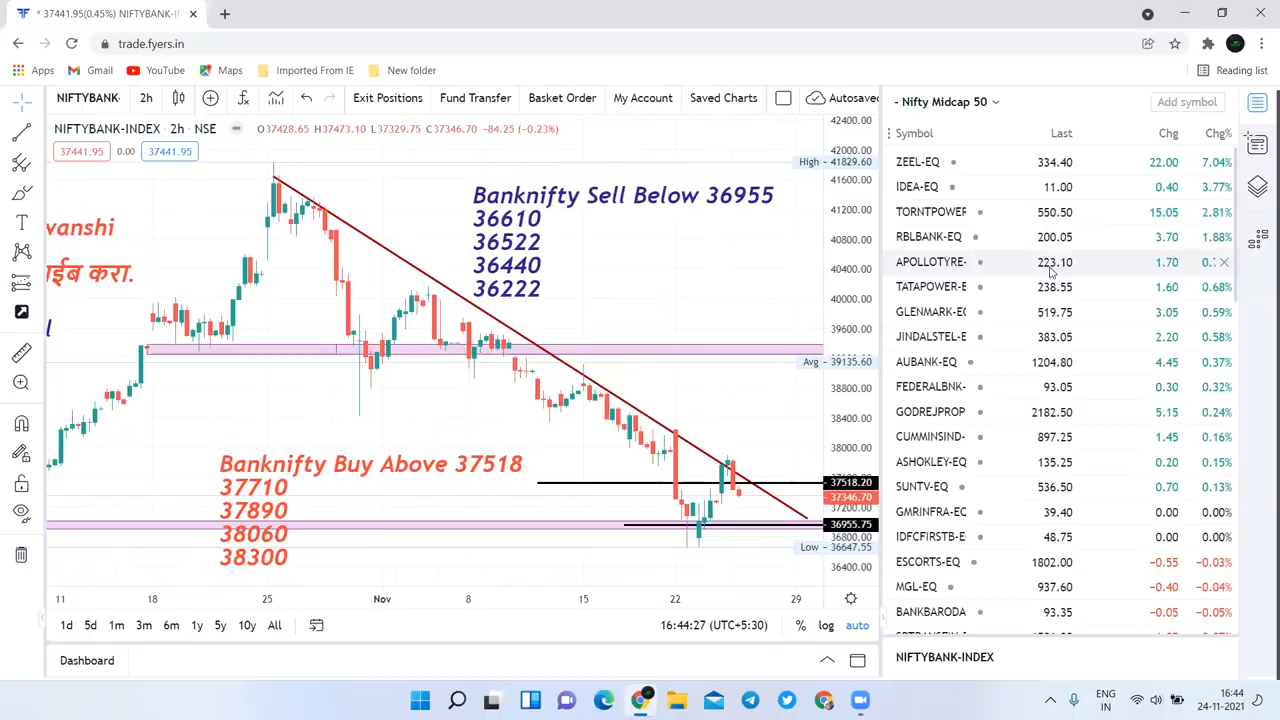 * 37441.95(0.45%) NIFTYBANK-I
trade.fyers.in
Apps Gmail YouTube Maps Imported From IE New folder Reading list
NIFTYBANK- 2h Exit Positions Fund Transfer Basket Order My Account Saved Charts Autosaved
NIFTYBANK-INDEX • 2h • NSE O37428.65 H37473.10 L37329.75 C37346.70 −84.25 (−0.23%)
37441.95 0.00 37441.95
42400.00
42000.00
High 41829.60
41600.00
41200.00
40800.00
40400.00
40000.00
39600.00
Avg 39135.60
38800.00
38400.00
38000.00
37518.20
37346.70
37200.00
36955.75
36800.00
Low 36647.55
36400.00
vanshi
ाईब करा.
Banknifty Sell Below 36955
36610
36522
36440
36222
Banknifty Buy Above 37518
37710
37890
38060
38300
11 18 25 Nov 8 15 22 29
1d 5d 1m 3m 6m 1y 5y 10y All 16:44:27 (UTC+5:30) % log auto
Dashboard
- Nifty Midcap 50 Add symbol
Symbol Last Chg Chg%
ZEEL-EQ 334.40 22.00 7.04%
IDEA-EQ 11.00 0.40 3.77%
TORNTPOWER 550.50 15.05 2.81%
RBLBANK-EQ 200.05 3.70 1.88%
APOLLOTYRE- 223.10 1.70
TATAPOWER-E 238.55 1.60 0.68%
GLENMARK-EQ 519.75 3.05 0.59%
JINDALSTEL-E 383.05 2.20 0.58%
AUBANK-EQ 1204.80 4.45 0.37%
FEDERALBNK- 93.05 0.30 0.32%
GODREJPROP 2182.50 5.15 0.24%
CUMMINSIND- 897.25 1.45 0.16%
ASHOKLEY-EQ 135.25 0.20 0.15%
SUNTV-EQ 536.50 0.70 0.13%
GMRINFRA-EQ 39.40 0.00 0.00%
IDFCFIRSTB-E 48.75 0.00 0.00%
ESCORTS-EQ 1802.00 −0.55 −0.03%
MGL-EQ 937.60 −0.40 −0.04%
BANKBARODA 93.35 −0.05 −0.05%
NIFTYBANK-INDEX
ENG
IN
16:44
24-11-2021